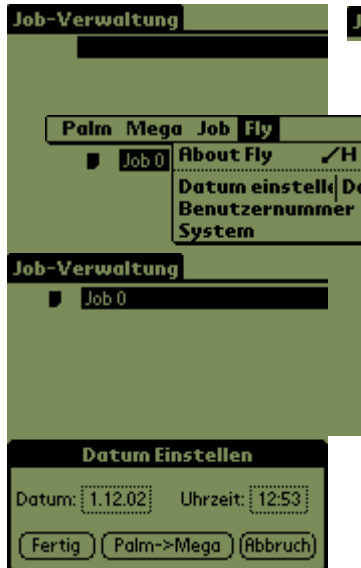 Job-Verwaltung
Palm Mega Job Fly
Job 0
About Fly /H
Datum einstelle
Benutzernummer
System
Job-Verwaltung
Job 0
Datum Einstellen
Datum: 1.12.02 Uhrzeit: 12:53
Fertig Palm->Mega Abbruch